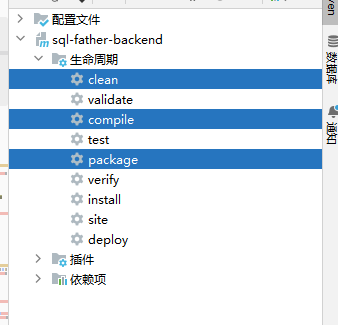 配置文件
sql-father-backend
生命周期
clean
validate
compile
test
package
verify
install
site
deploy
插件
依赖项
ven
数据库
通知